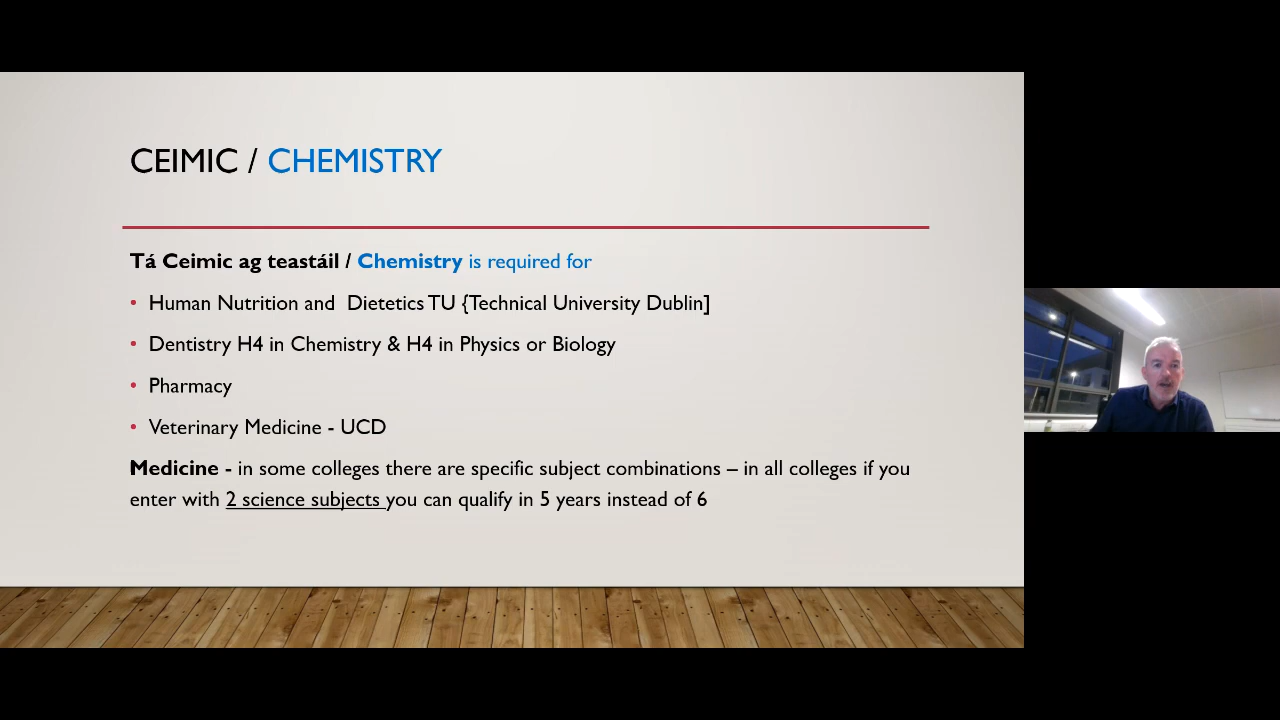 CEIMIC / CHEMISTRY
Tá Ceimic ag teastáil / Chemistry is required for
• Human Nutrition and Dietetics TU {Technical University Dublin]
• Dentistry H4 in Chemistry & H4 in Physics or Biology
• Pharmacy
• Veterinary Medicine - UCD
Medicine - in some colleges there are specific subject combinations – in all colleges if you
enter with 2 science subjects you can qualify in 5 years instead of 6